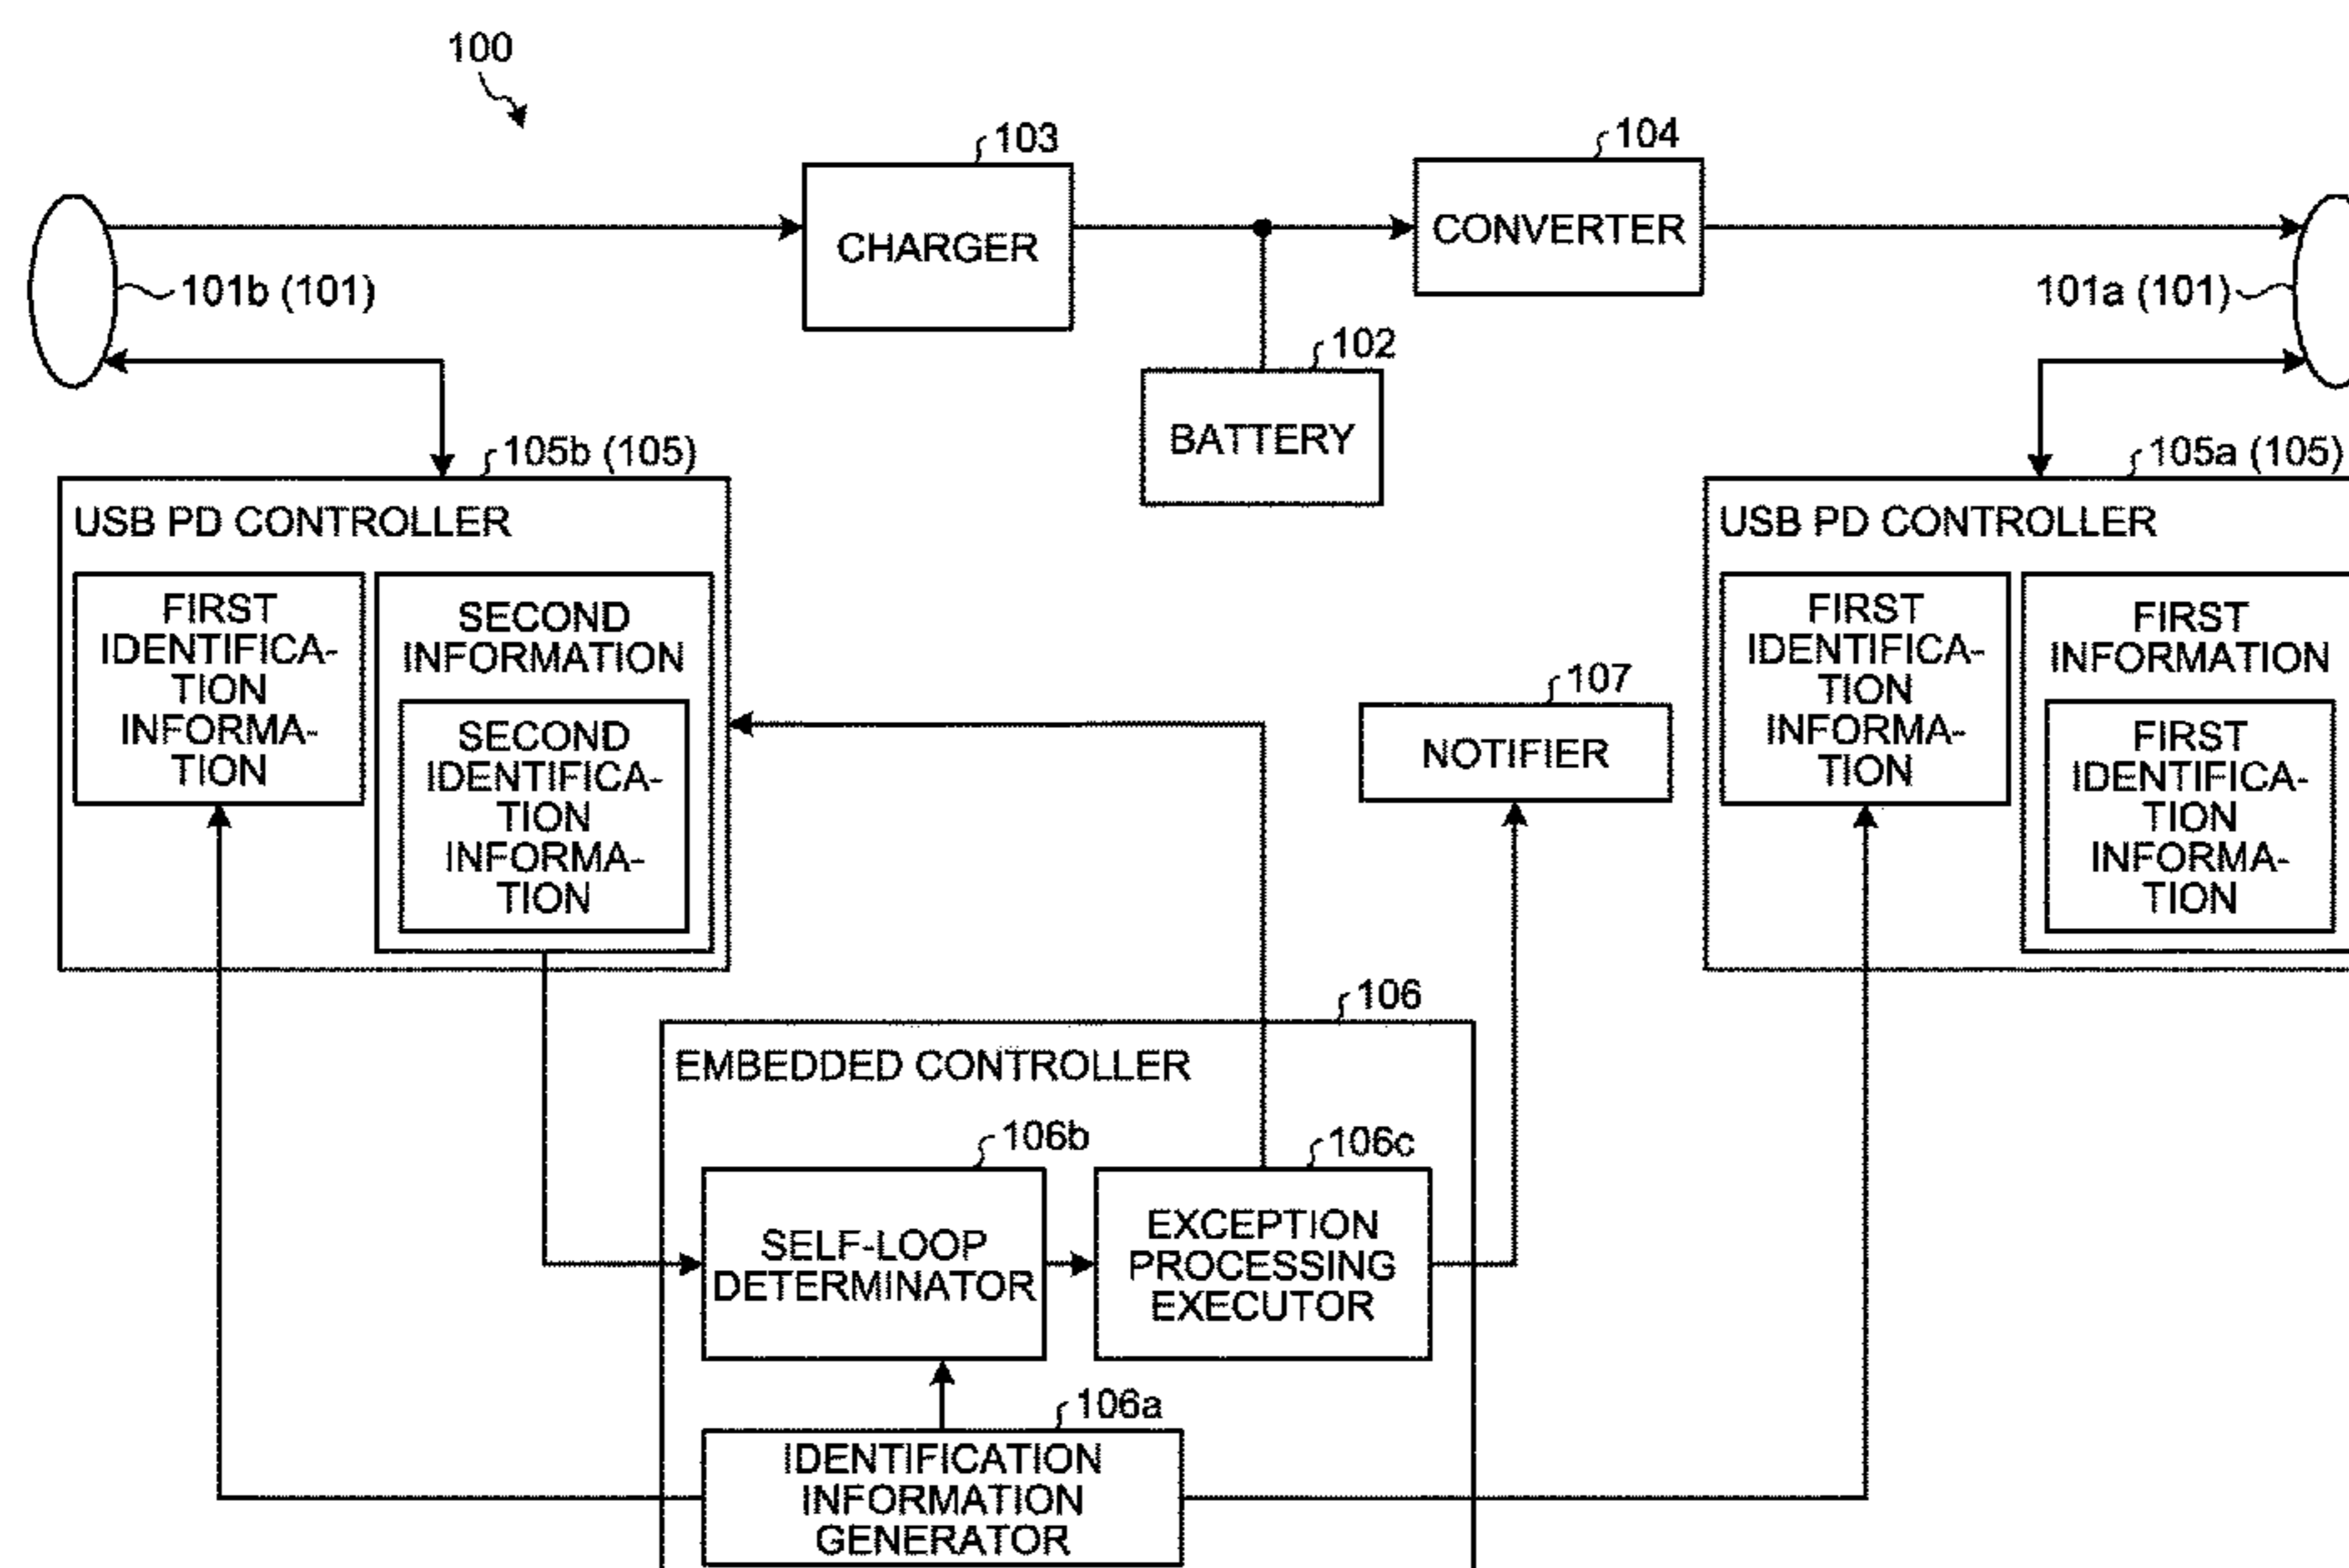 100
103
104
CHARGER
CONVERTER
101b (101)
101a (101)
102
BATTERY
105b (105)
105a (105)
USB PD CONTROLLER
FIRST
IDENTIFICA-
TION
INFORMA-
TION
SECOND
INFORMATION
SECOND
IDENTIFICA-
TION
INFORMA-
TION
107
NOTIFIER
USB PD CONTROLLER
FIRST
IDENTIFICA-
TION
INFORMA-
TION
FIRST
INFORMATION
FIRST
IDENTIFICA-
TION
INFORMA-
TION
106
EMBEDDED CONTROLLER
106b
106c
SELF-LOOP
DETERMINATOR
EXCEPTION
PROCESSING
EXECUTOR
106a
IDENTIFICATION
INFORMATION
GENERATOR